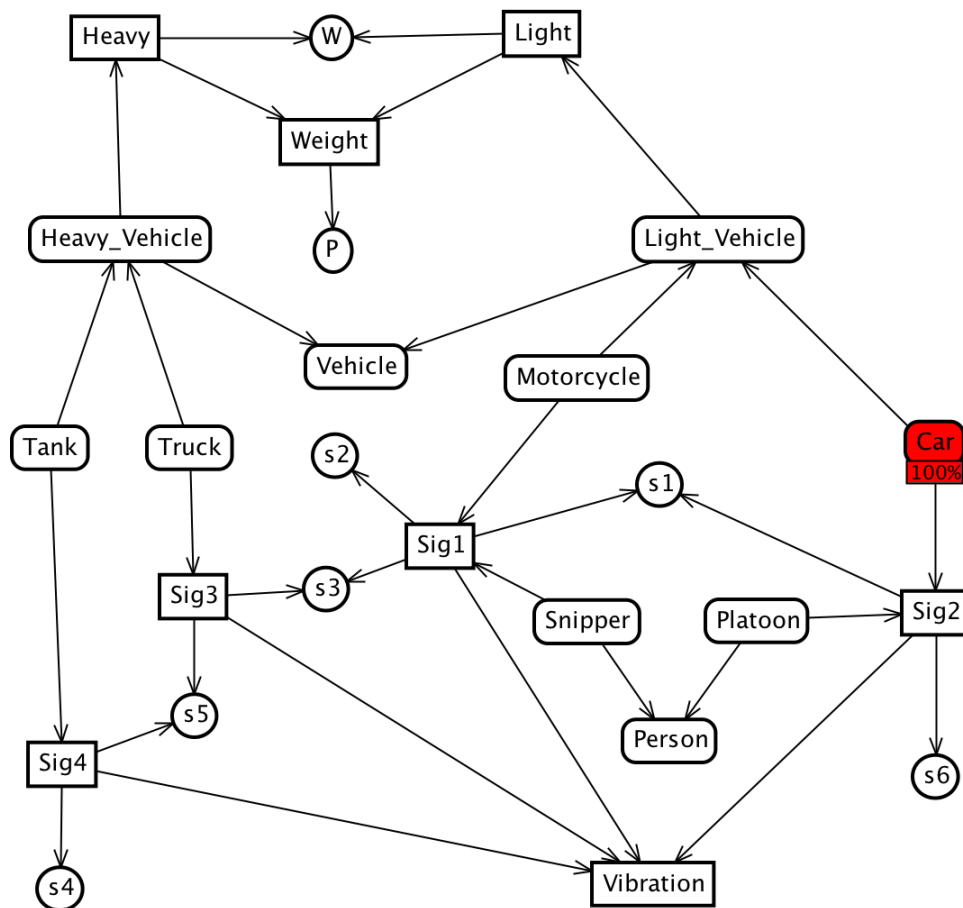 Heavy
W
Light
Weight
Heavy_Vehicle
P
Light_Vehicle
Vehicle
Motorcycle
Tank
Truck
Car
100%
s2
s1
Sig1
s3
Sig3
Snipper
Platoon
Sig2
s5
Person
Sig4
s6
s4
Vibration